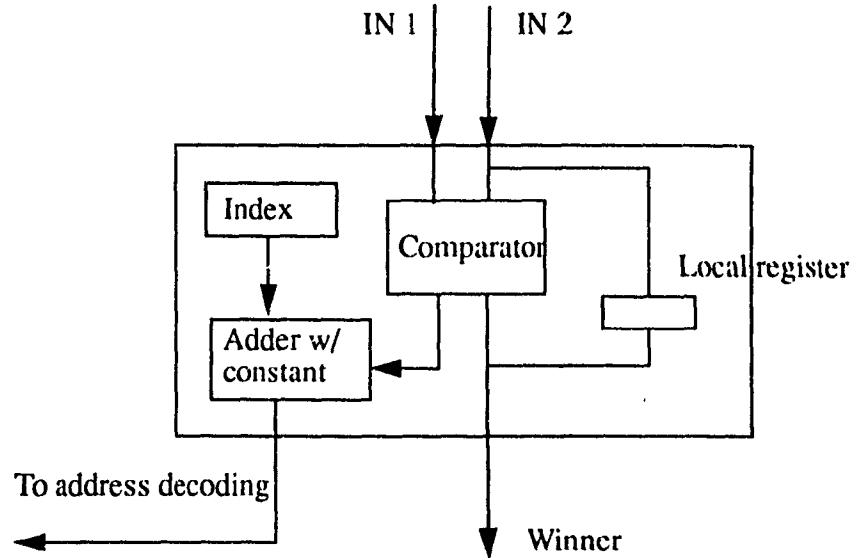 IN 1
IN 2
Index
Comparator
Local register
Adder w/
constant
To address decoding
Winner